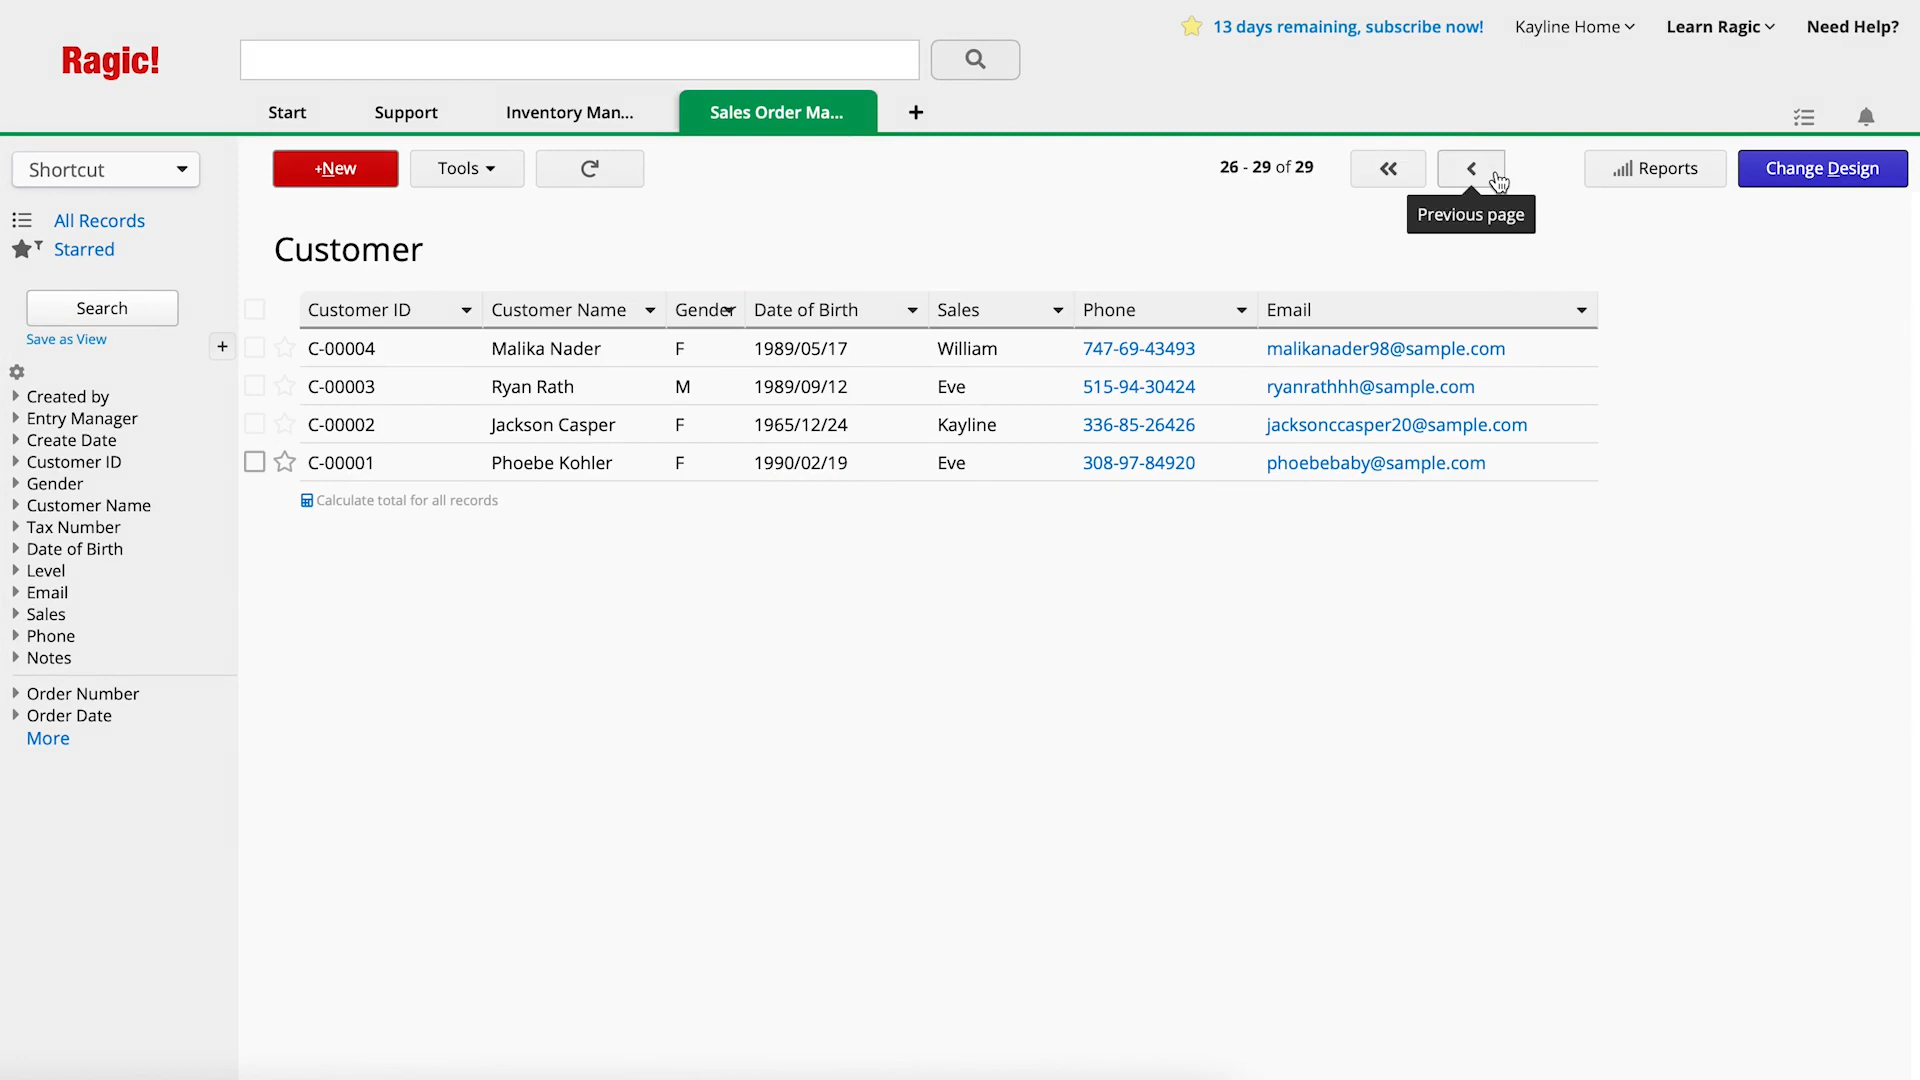 13 days remaining, subscribe now! Kayline Home Learn Ragic Need Help?
Ragic!
Start Support Inventory Man... Sales Order Ma... +
Shortcut +New Tools 26 - 29 of 29 Reports Change Design
Previous page
All Records
Starred
Customer
Search
Save as View
+
Customer ID Customer Name Gender Date of Birth Sales Phone Email
C-00004 Malika Nader F 1989/05/17 William 747-69-43493 malikanader98@sample.com
C-00003 Ryan Rath M 1989/09/12 Eve 515-94-30424 ryanrathhh@sample.com
C-00002 Jackson Casper F 1965/12/24 Kayline 336-85-26426 jacksonccasper20@sample.com
C-00001 Phoebe Kohler F 1990/02/19 Eve 308-97-84920 phoebebaby@sample.com
Calculate total for all records
Created by
Entry Manager
Create Date
Customer ID
Gender
Customer Name
Tax Number
Date of Birth
Level
Email
Sales
Phone
Notes
Order Number
Order Date
More